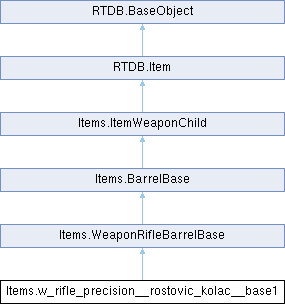 RTDB.BaseObject
RTDB.Item
Items.ItemWeaponChild
Items.BarrelBase
Items.WeaponRifleBarrelBase
Items.w_rifle_precision__rostovic_kolac__base1